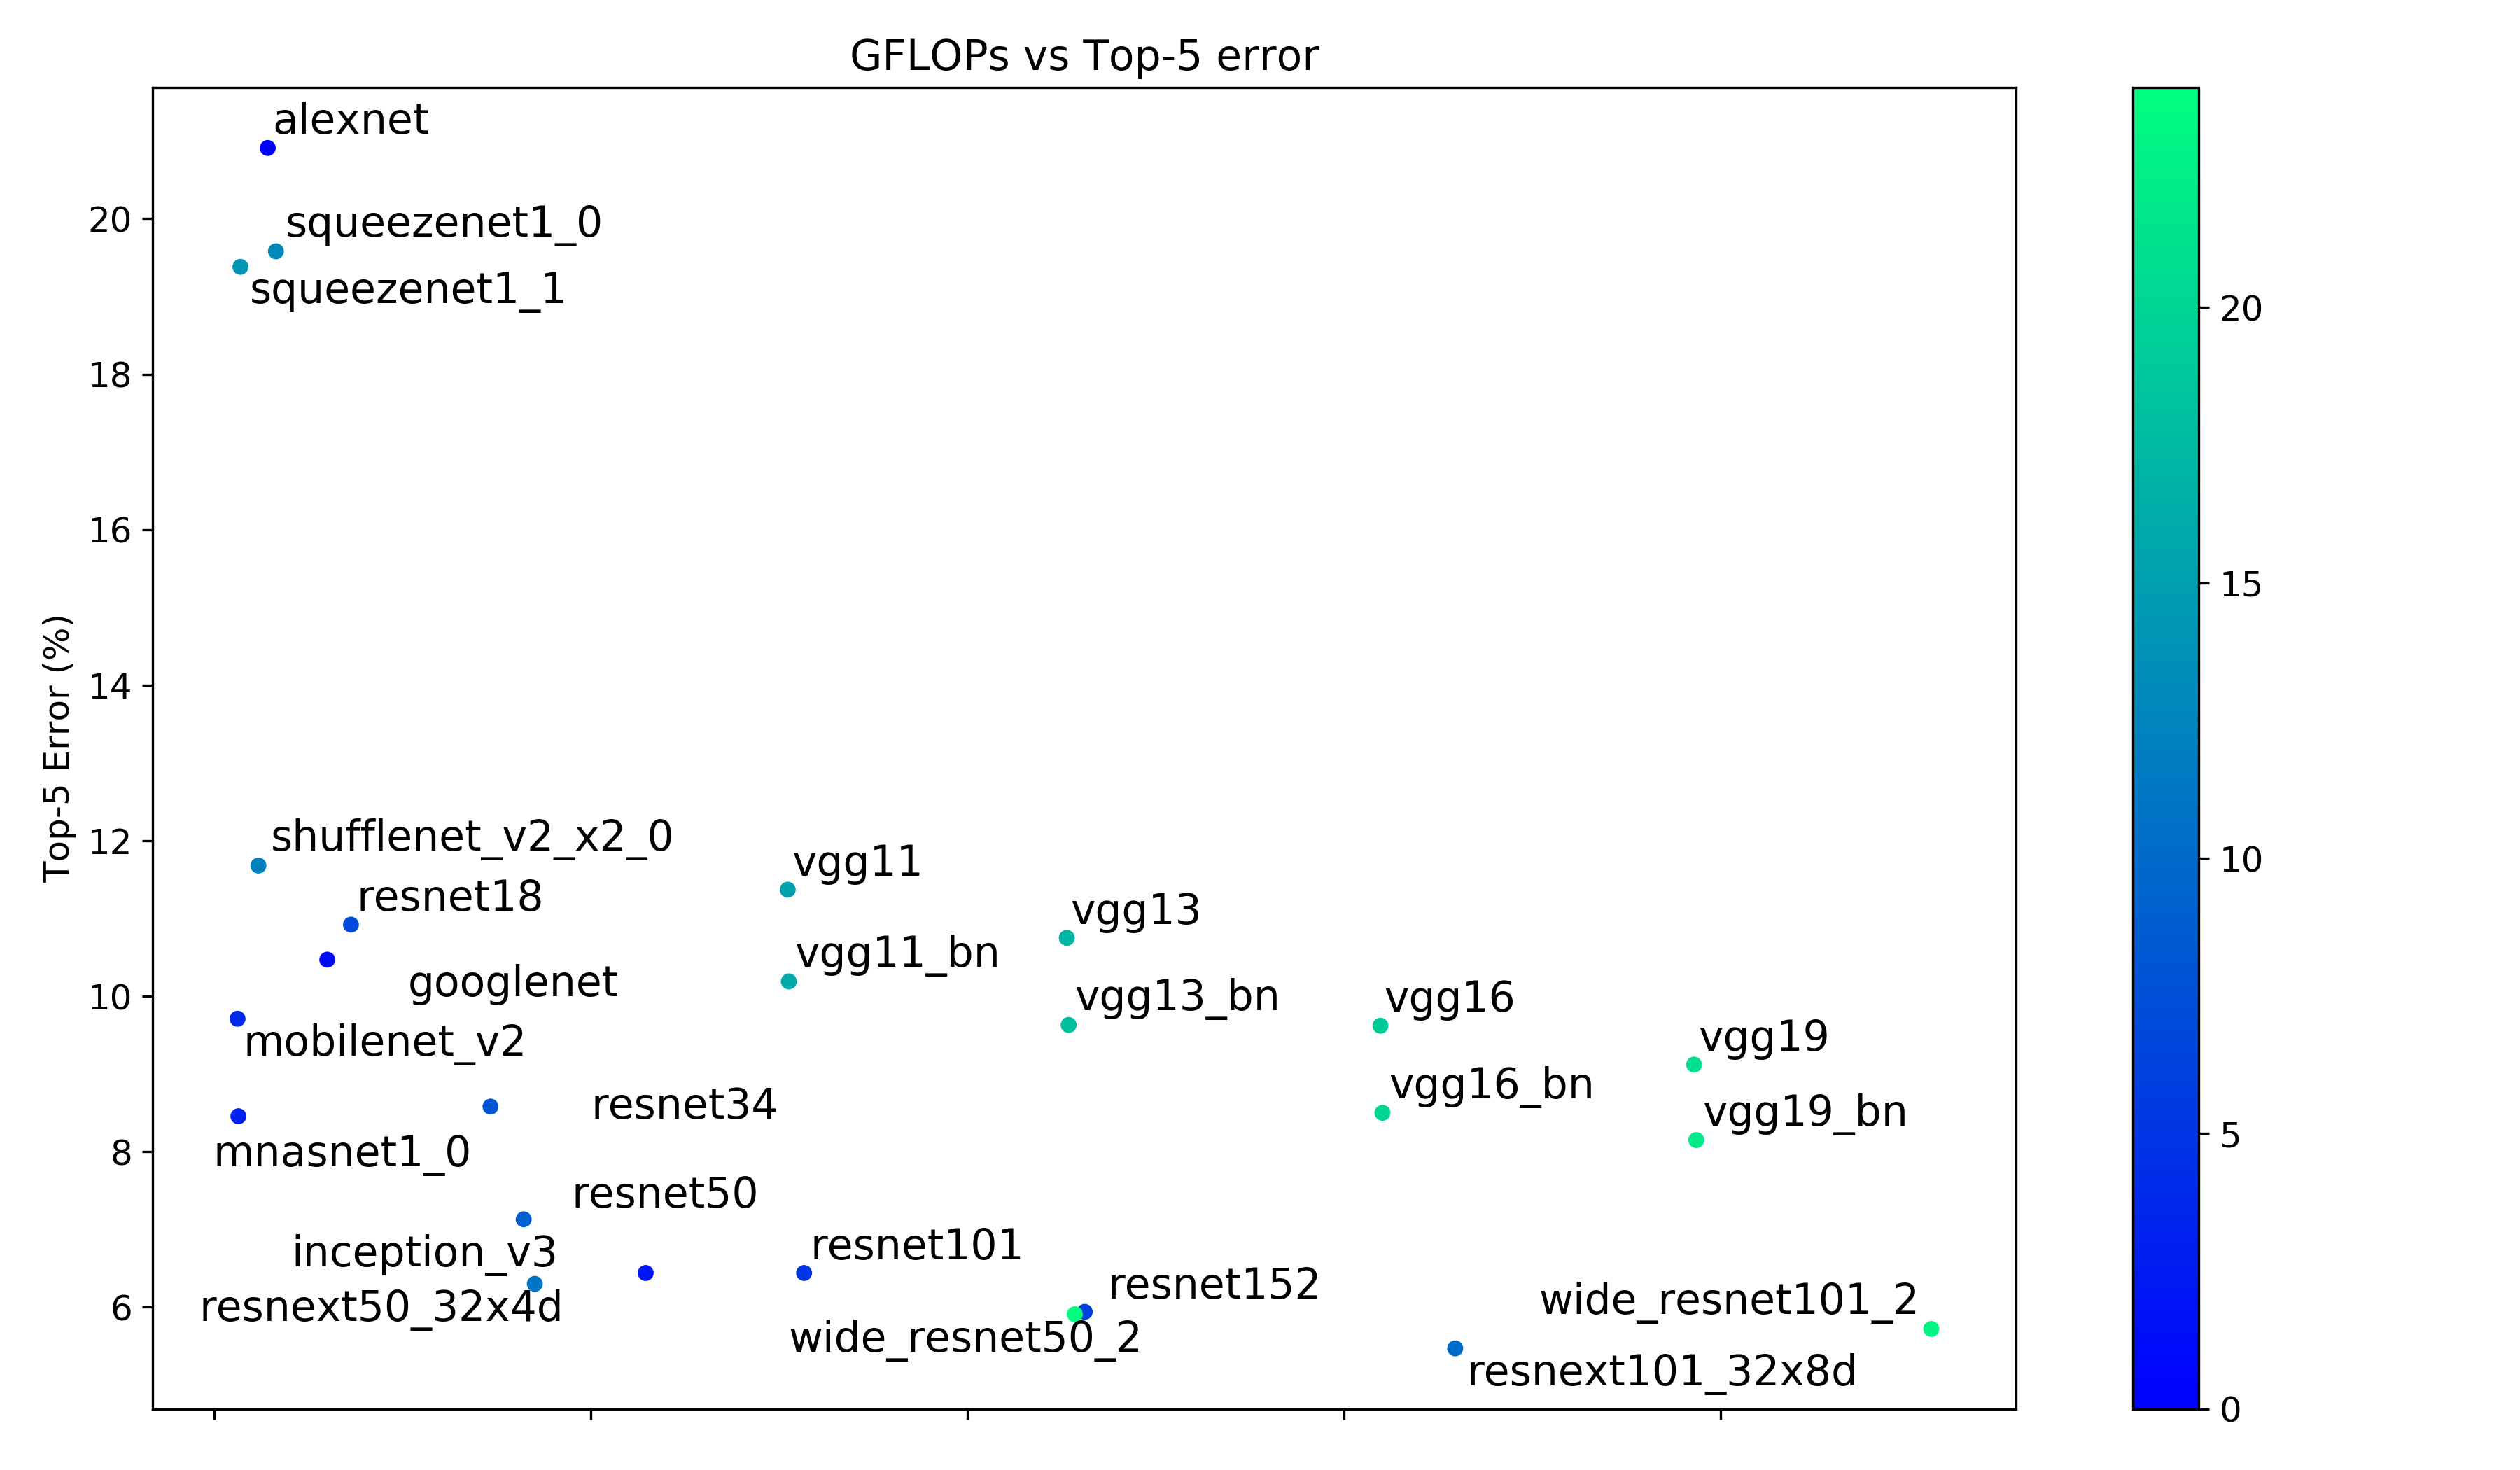 GFLOPs vs Top-5 error
alexnet
squeezenet1_0
squeezenet1_1
shufflenet_v2_x2_0
resnet18
googlenet
mobilenet_v2
mnasnet1_0
resnet34
resnet50
inception_v3
resnext50_32x4d
vgg11
vgg11_bn
vgg13
vgg13_bn
vgg16
vgg16_bn
vgg19
vgg19_bn
resnet101
resnet152
wide_resnet50_2
wide_resnet101_2
resnext101_32x8d
Top-5 Error (%)
20
18
16
14
12
10
8
6
20
15
10
5
0